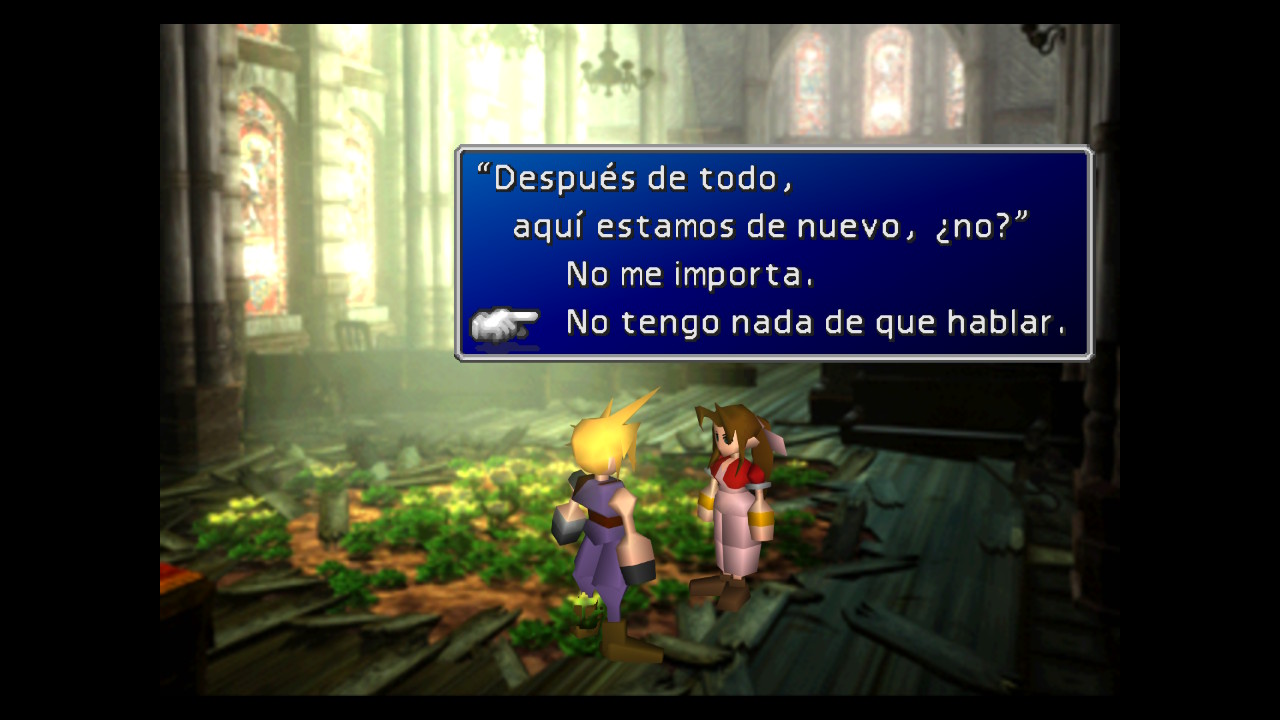 “Después de todo,
aquí estamos de nuevo, ¿no?”
No me importa.
No tengo nada de que hablar.